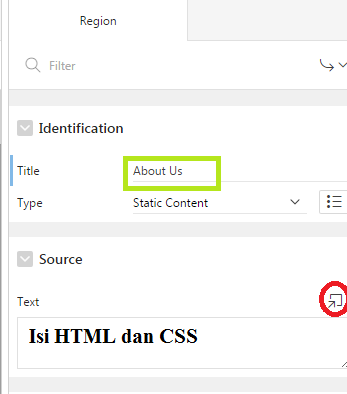 Region
Filter
Identification
Title About Us
Type Static Content
Source
Text
Isi HTML dan CSS